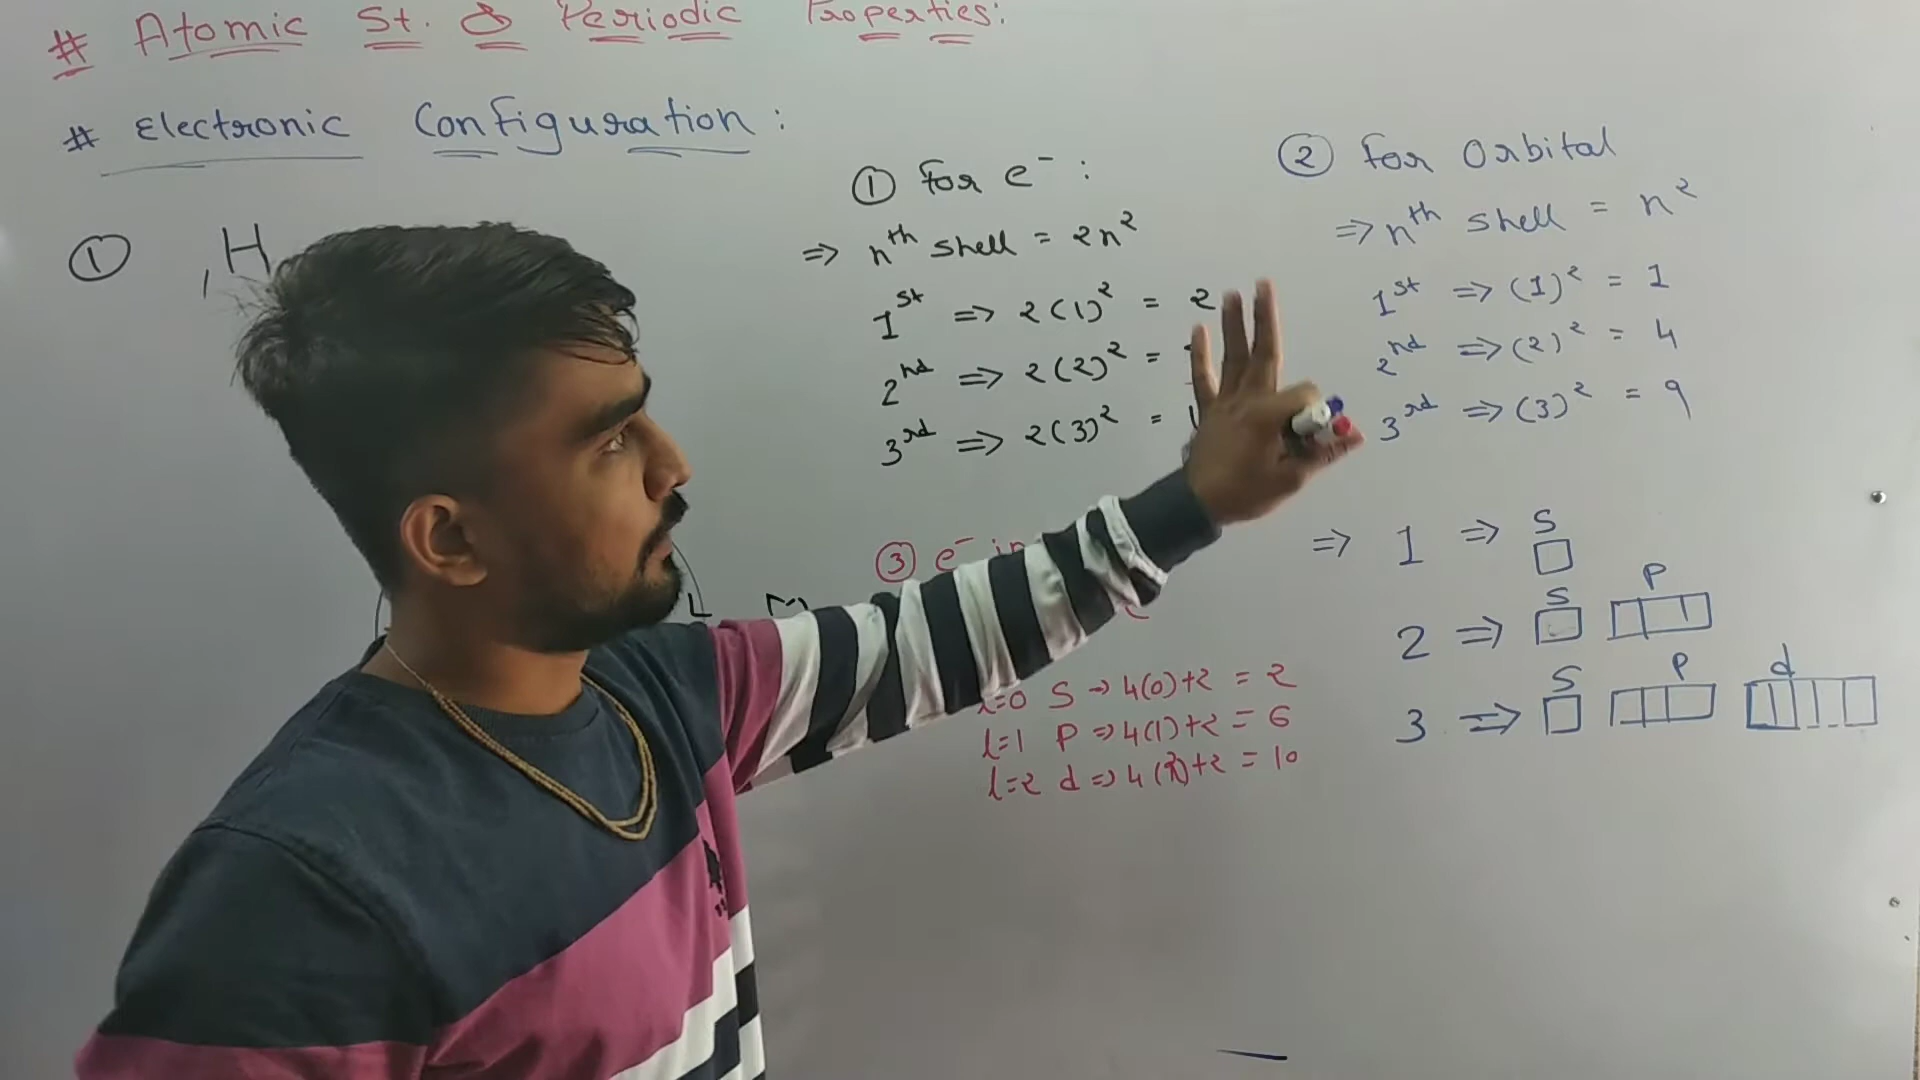 # Atomic St. & Periodic Properties:
# Electronic Configuration:
① ₁H
① for e⁻ :
⇒ nᵗʰ shell = 2n²
1ˢᵗ ⇒ 2(1)² = 2
2ⁿᵈ ⇒ 2(2)² =
3ʳᵈ ⇒ 2(3)² =
② for Orbital
⇒ nᵗʰ shell = n²
1ˢᵗ ⇒ (1)² = 1
2ⁿᵈ ⇒ (2)² = 4
3ʳᵈ ⇒ (3)² = 9
③ e⁻ in
L M
l=0 S → 4(0)+2 = 2
l=1 P ⇒ 4(1)+2 = 6
l=2 d ⇒ 4(2)+2 = 10
⇒ 1 ⇒ S
2 ⇒ S P
3 ⇒ S P d